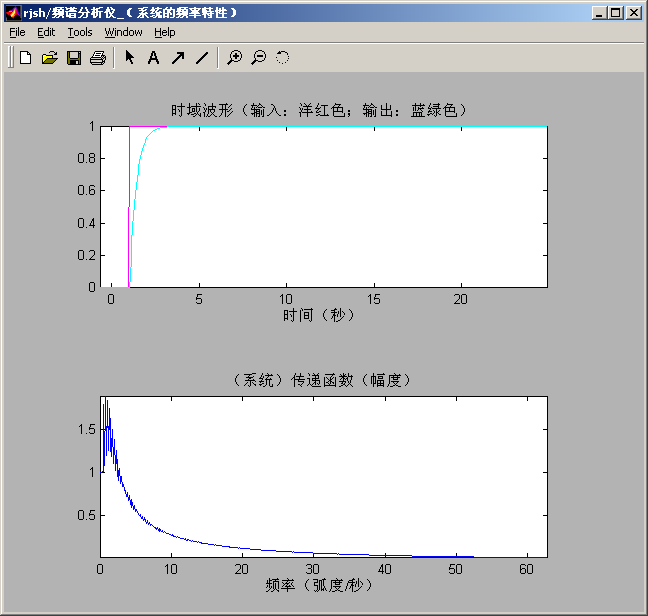 rjsh/频谱分析仪_(系统的频率特性)
File Edit Tools Window Help
A
时域波形（输入：洋红色；输出：蓝绿色）
1
0.8
0.6
0.4
0.2
0
0 5 10 15 20
时间（秒）
（系统）传递函数（幅度）
1.5
1
0.5
0 10 20 30 40 50 60
频率（弧度/秒）